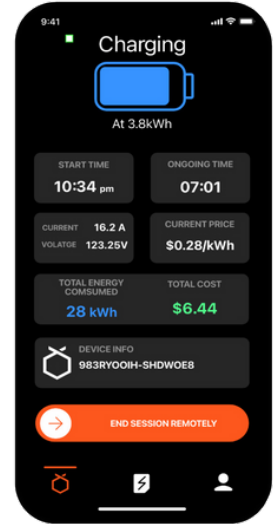 9:41
Charging
At 3.8kWh
START TIME
10:34 pm
ONGOING TIME
07:01
CURRENT 16.2 A
VOLATGE 123.25V
CURRENT PRICE
$0.28/kWh
TOTAL ENERGY
COMSUMED
28 kWh
TOTAL COST
$6.44
DEVICE INFO
983RYOOIH-SHDWOE8
END SESSION REMOTELY